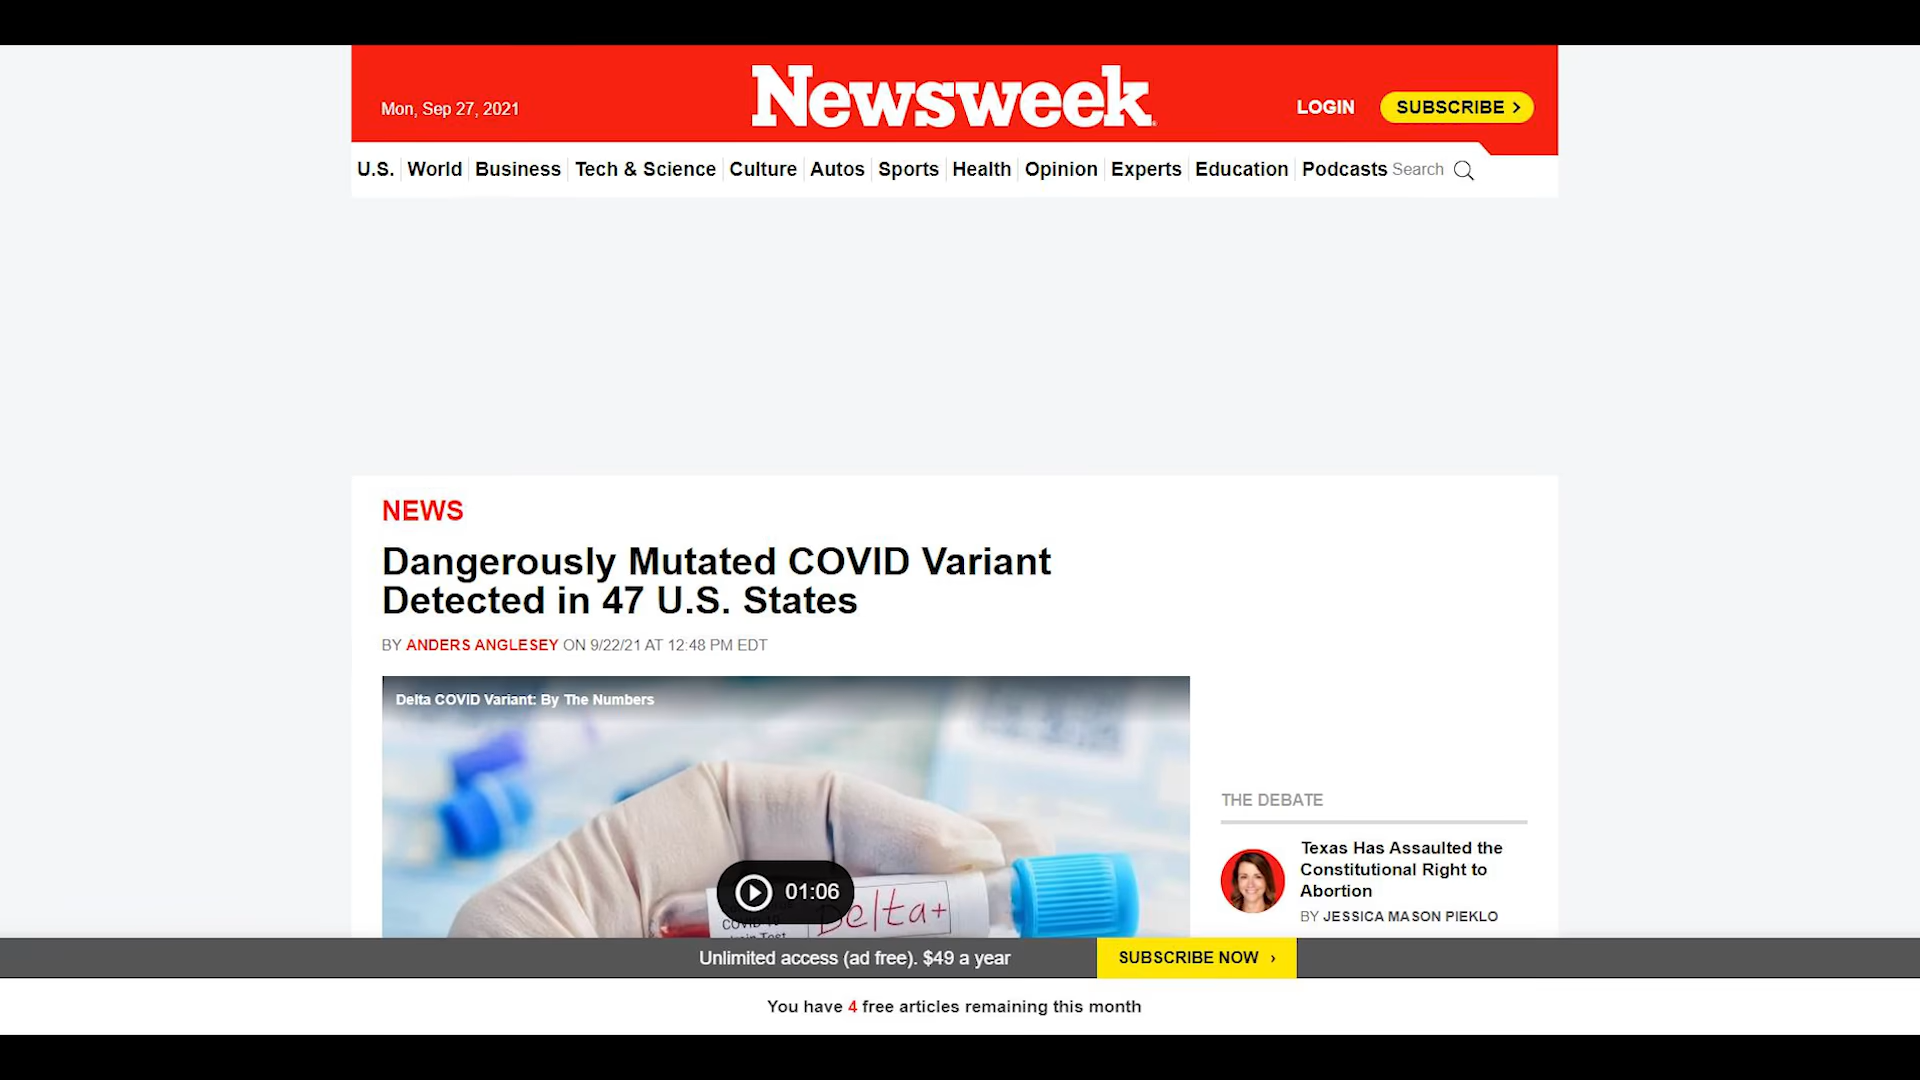 Newsweek
Mon, Sep 27, 2021
LOGIN
SUBSCRIBE >
U.S. World Business Tech & Science Culture Autos Sports Health Opinion Experts Education Podcasts Search
NEWS
Dangerously Mutated COVID Variant
Detected in 47 U.S. States
BY ANDERS ANGLESEY ON 9/22/21 AT 12:48 PM EDT
Delta COVID Variant: By The Numbers
01:06
COVID-19
Delta+
THE DEBATE
Texas Has Assaulted the
Constitutional Right to
Abortion
BY JESSICA MASON PIEKLO
Unlimited access (ad free). $49 a year
SUBSCRIBE NOW ›
You have 4 free articles remaining this month